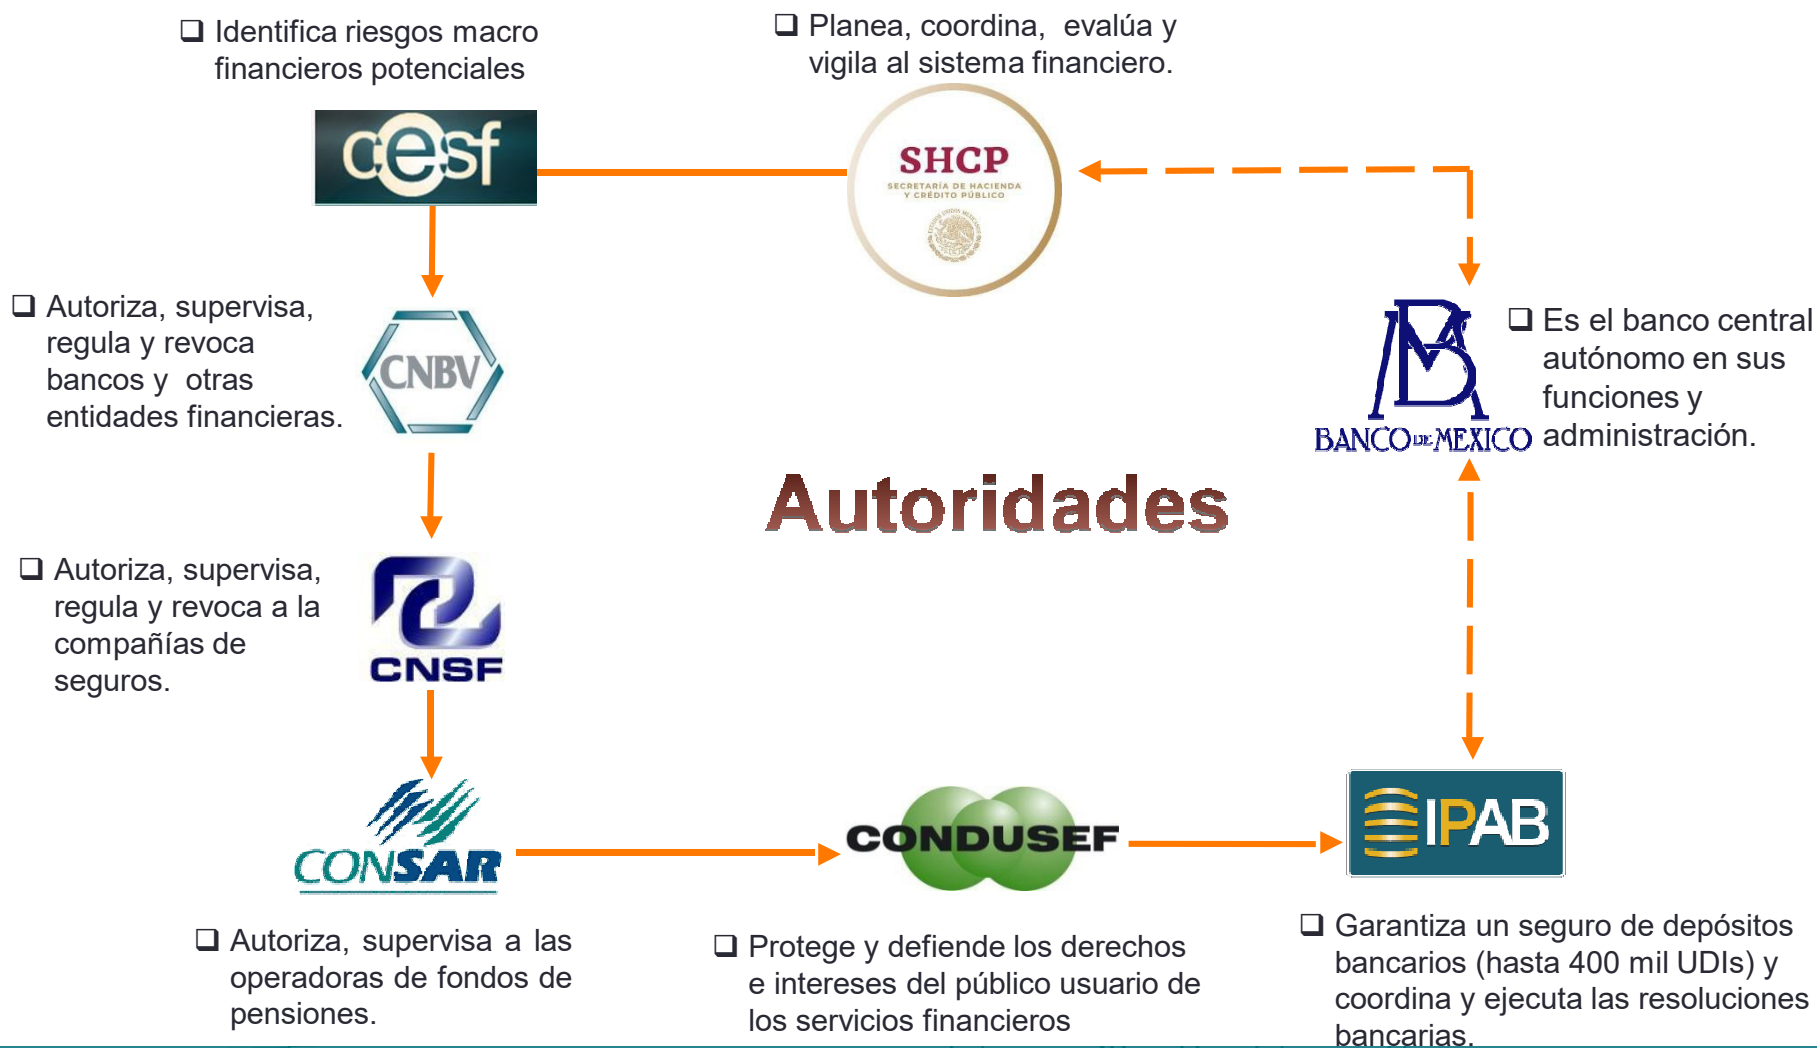 ❑ Identifica riesgos macro
financieros potenciales
cesf
❑ Planea, coordina, evalúa y
vigila al sistema financiero.
SHCP
SECRETARÍA DE HACIENDA
Y CRÉDITO PÚBLICO
ESTADOS UNIDOS MEXICANOS
❑ Autoriza, supervisa,
regula y revoca
bancos y otras
entidades financieras.
CNBV
BM
BANCO DE MEXICO
❑ Es el banco central
autónomo en sus
funciones y
administración.
Autoridades
❑ Autoriza, supervisa,
regula y revoca a la
compañías de
seguros.
CNSF
CONSAR
❑ Autoriza, supervisa a las
operadoras de fondos de
pensiones.
CONDUSEF
❑ Protege y defiende los derechos
e intereses del público usuario de
los servicios financieros
IPAB
❑ Garantiza un seguro de depósitos
bancarios (hasta 400 mil UDIs) y
coordina y ejecuta las resoluciones
bancarias.